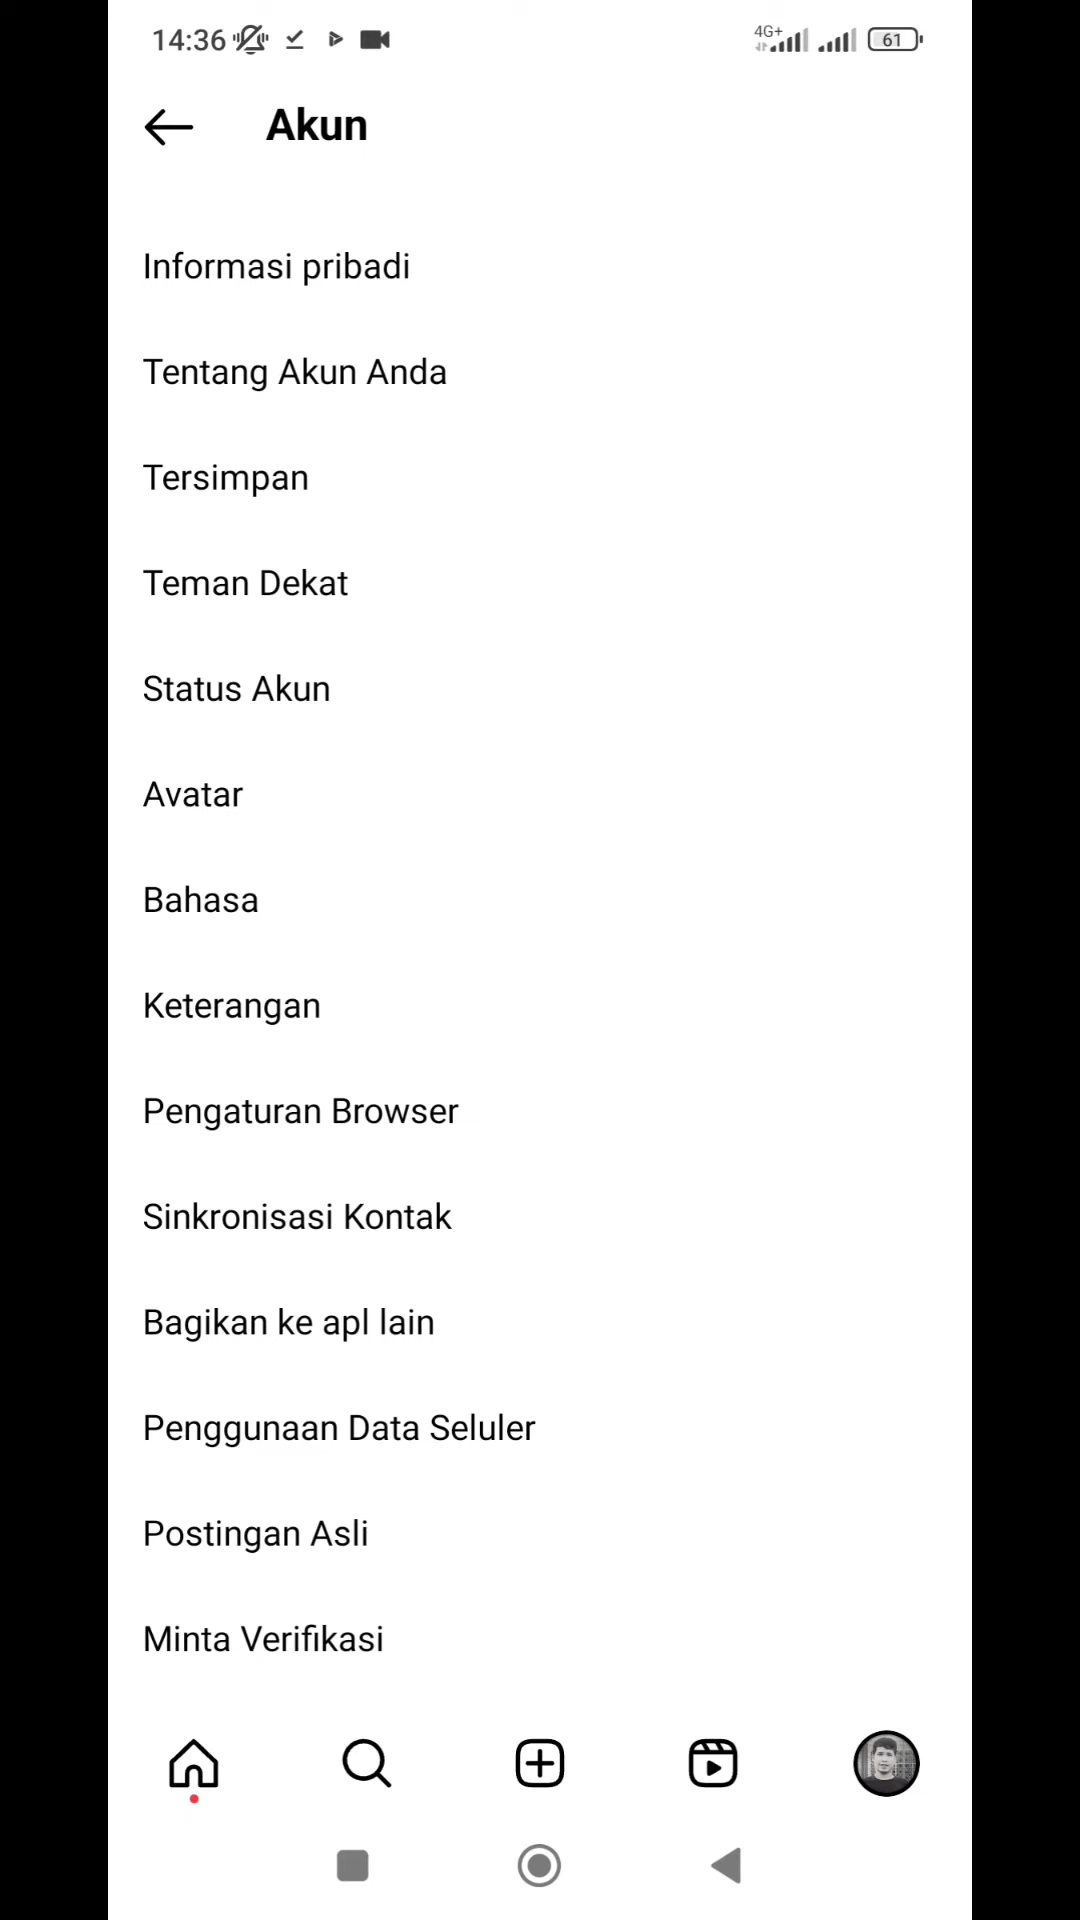 14:36
4G+
61
Akun
Informasi pribadi
Tentang Akun Anda
Tersimpan
Teman Dekat
Status Akun
Avatar
Bahasa
Keterangan
Pengaturan Browser
Sinkronisasi Kontak
Bagikan ke apl lain
Penggunaan Data Seluler
Postingan Asli
Minta Verifikasi